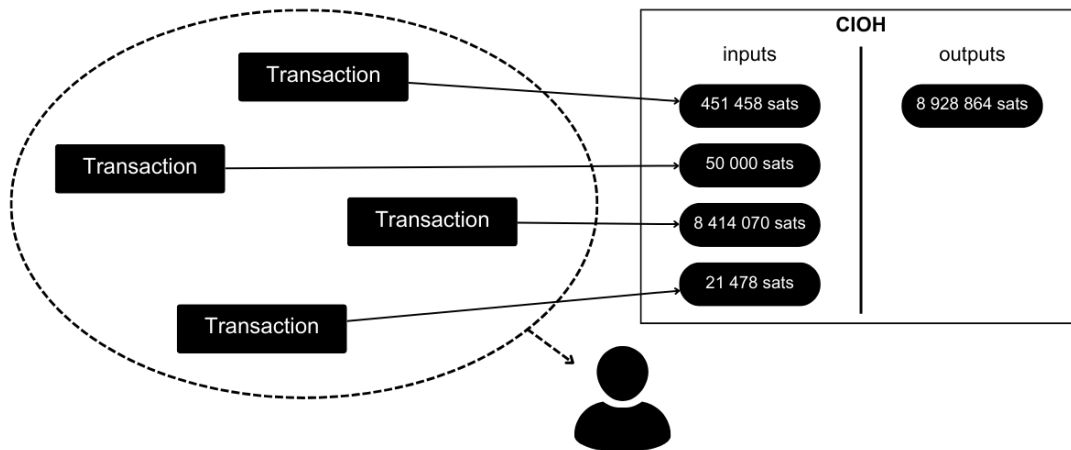 CIOH
inputs
outputs
Transaction
451 458 sats
8 928 864 sats
Transaction
50 000 sats
Transaction
8 414 070 sats
21 478 sats
Transaction